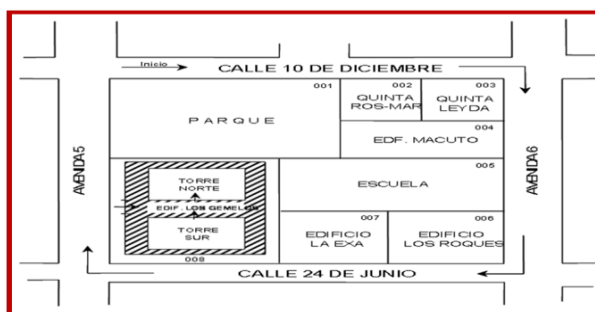 Inicio
CALLE 10 DE DICIEMBRE
001
PARQUE
002
QUINTA
ROS-MAR
003
QUINTA
LEYDA
004
EDF. MACUTO
005
ESCUELA
AVENIDA 5
AVENIDA 6
TORRE
NORTE
EDIF. LOS GEMELOS
TORRE
SUR
008
007
EDIFICIO
LA EXA
006
EDIFICIO
LOS ROQUES
CALLE 24 DE JUNIO